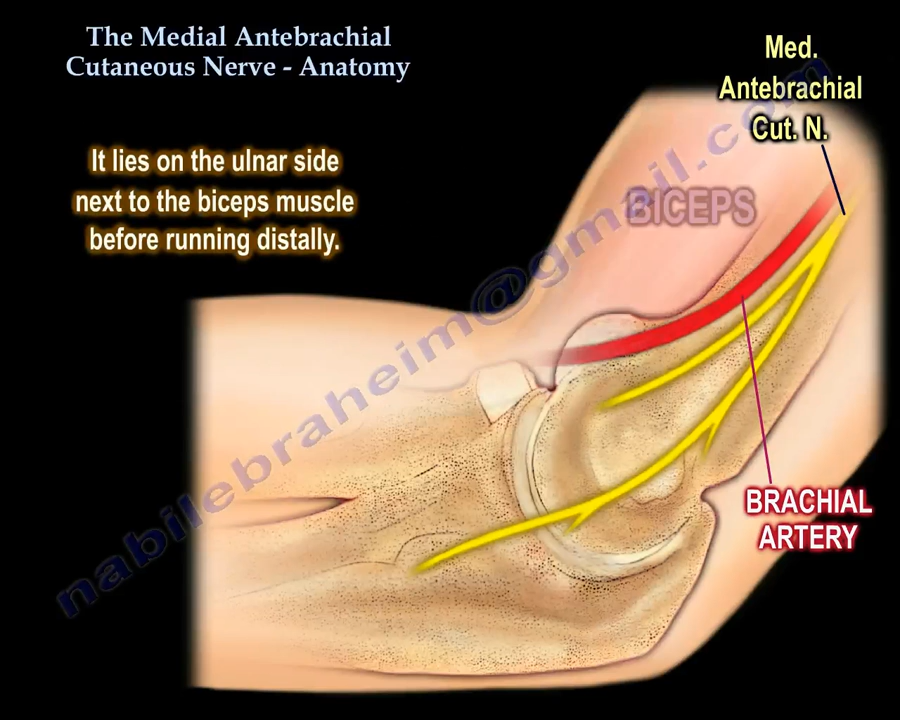 The Medial Antebrachial
Cutaneous Nerve - Anatomy
It lies on the ulnar side
next to the biceps muscle
before running distally.
Med.
Antebrachial
Cut. N.
BICEPS
BRACHIAL
ARTERY
nabilebraheim@gmail.com